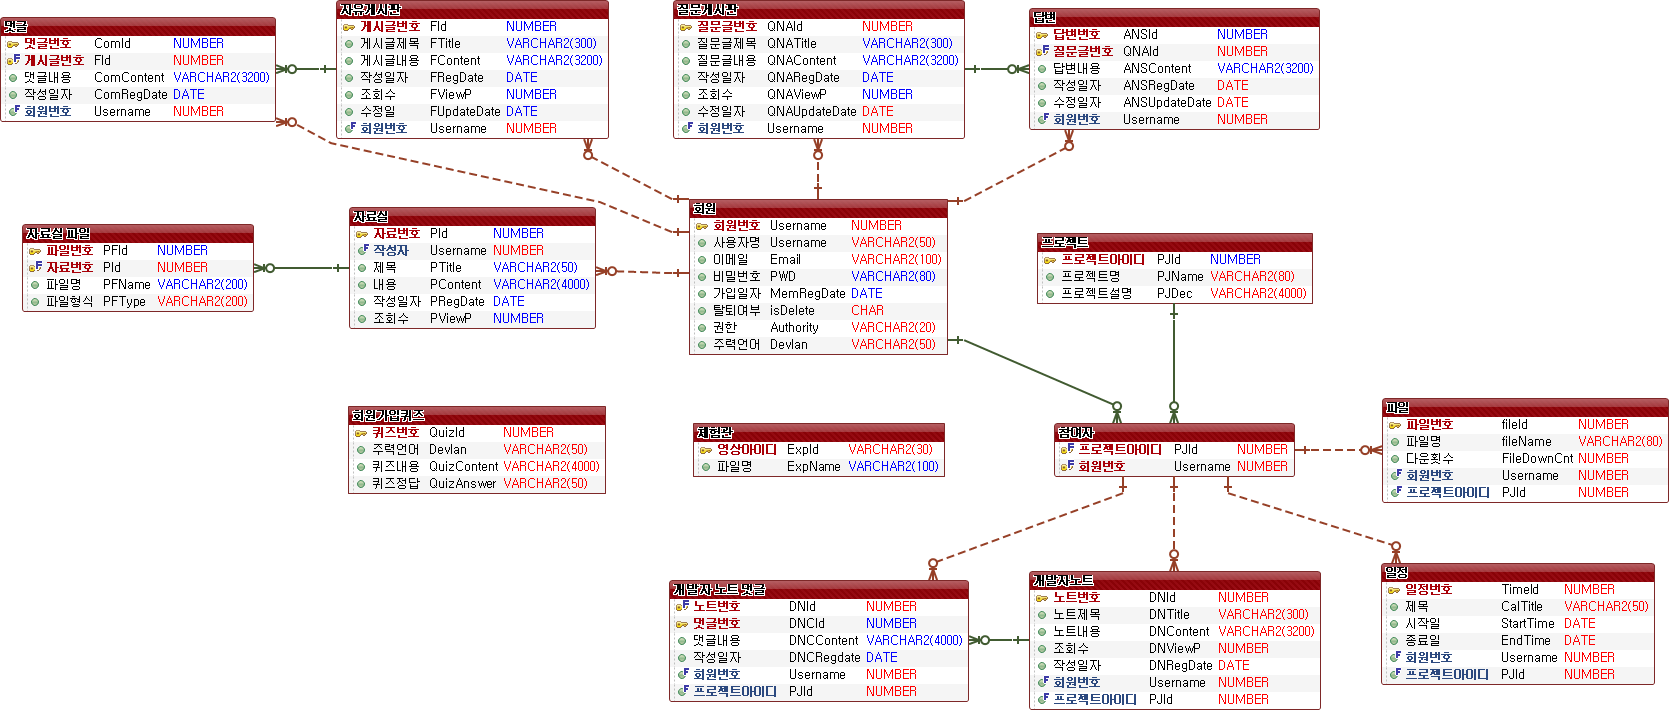 댓글
댓글번호 ComId NUMBER
게시글번호 FId NUMBER
댓글내용 ComContent VARCHAR2(3200)
작성일자 ComRegDate DATE
회원번호 Username NUMBER
자유게시판
게시글번호 FId NUMBER
게시글제목 FTitle VARCHAR2(300)
게시글내용 FContent VARCHAR2(3200)
작성일자 FRegDate DATE
조회수 FViewP NUMBER
수정일 FUpdateDate DATE
회원번호 Username NUMBER
질문게시판
질문글번호 QNAId NUMBER
질문글제목 QNATitle VARCHAR2(300)
질문글내용 QNAContent VARCHAR2(3200)
작성일자 QNARegDate DATE
조회수 QNAViewP NUMBER
수정일자 QNAUpdateDate DATE
회원번호 Username NUMBER
답변
답변번호 ANSId NUMBER
질문글번호 QNAId NUMBER
답변내용 ANSContent VARCHAR2(3200)
작성일자 ANSRegDate DATE
수정일자 ANSUpdateDate DATE
회원번호 Username NUMBER
자료실 파일
파일번호 PFId NUMBER
자료번호 PId NUMBER
파일명 PFName VARCHAR2(200)
파일형식 PFType VARCHAR2(200)
자료실
자료번호 PId NUMBER
작성자 Username NUMBER
제목 PTitle VARCHAR2(50)
내용 PContent VARCHAR2(4000)
작성일자 PRegDate DATE
조회수 PViewP NUMBER
회원
회원번호 Username NUMBER
사용자명 Username VARCHAR2(50)
이메일 Email VARCHAR2(100)
비밀번호 PWD VARCHAR2(80)
가입일자 MemRegDate DATE
탈퇴여부 isDelete CHAR
권한 Authority VARCHAR2(20)
주력언어 Devlan VARCHAR2(50)
프로젝트
프로젝트아이디 PJId NUMBER
프로젝트명 PJName VARCHAR2(80)
프로젝트설명 PJDec VARCHAR2(4000)
회원가입퀴즈
퀴즈번호 QuizId NUMBER
주력언어 Devlan VARCHAR2(50)
퀴즈내용 QuizContent VARCHAR2(4000)
퀴즈정답 QuizAnswer VARCHAR2(50)
체험관
영상아이디 ExpId VARCHAR2(30)
파일명 ExpName VARCHAR2(100)
참여자
프로젝트아이디 PJId NUMBER
회원번호 Username NUMBER
파일
파일번호 fileId NUMBER
파일명 fileName VARCHAR2(80)
다운횟수 FileDownCnt NUMBER
회원번호 Username NUMBER
프로젝트아이디 PJId NUMBER
개발자 노트 댓글
노트번호 DNId NUMBER
댓글번호 DNCId NUMBER
댓글내용 DNCContent VARCHAR2(4000)
작성일자 DNCRegdate DATE
회원번호 Username NUMBER
프로젝트아이디 PJId NUMBER
개발자노트
노트번호 DNId NUMBER
노트제목 DNTitle VARCHAR2(300)
노트내용 DNContent VARCHAR2(3200)
조회수 DNViewP NUMBER
작성일자 DNRegDate DATE
회원번호 Username NUMBER
프로젝트아이디 PJId NUMBER
일정
일정번호 TimeId NUMBER
제목 CalTitle VARCHAR2(50)
시작일 StartTime DATE
종료일 EndTime DATE
회원번호 Username NUMBER
프로젝트아이디 PJId NUMBER